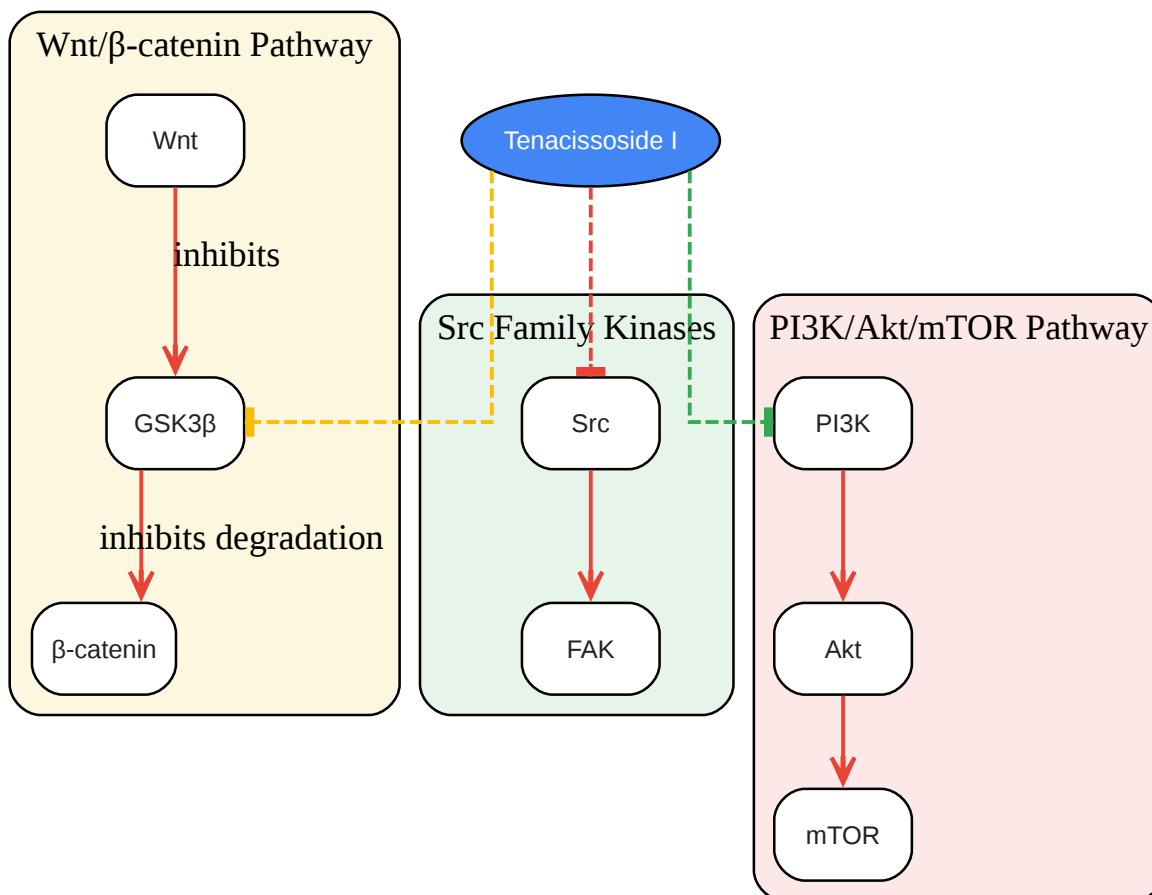 Wnt/β-catenin Pathway
Wnt
Tenacissoside I
inhibits
Src Family Kinases
PI3K/Akt/mTOR Pathway
GSK3β
Src
PI3K
inhibits degradation
β-catenin
FAK
Akt
mTOR